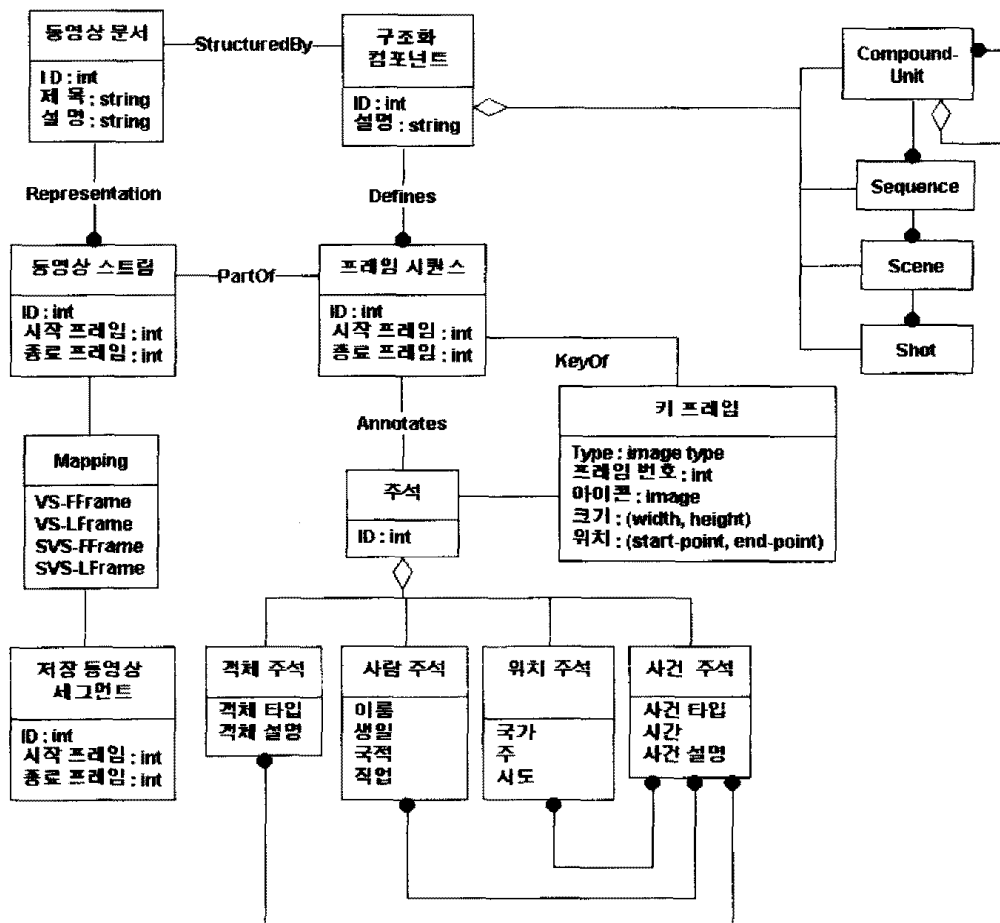 동영상 문서
ID : int
제 목 : string
설 명 : string
StructuredBy
구조화
컴포넌트
ID : int
설명 : string
Compound-
Unit
Sequence
Scene
Shot
Representation
Defines
동영상 스트림
ID : int
시작 프레임 : int
종료 프레임 : int
PartOf
프레임 시퀀스
ID : int
시작 프레임 : int
종료 프레임 : int
KeyOf
키 프레임
Type : image type
프레임 번호 : int
아이콘 : image
크기 : (width, height)
위치 : (start-point, end-point)
Annotates
Mapping
VS-FFrame
VS-LFrame
SVS-FFrame
SVS-LFrame
주석
ID : int
저장 동영상
세그먼트
ID : int
시작 프레임 : int
종료 프레임 : int
객체 주석
객체 타입
객체 설명
사람 주석
이름
생일
국적
직업
위치 주석
국가
주
시도
사건 주석
사건 타입
시간
사건 설명